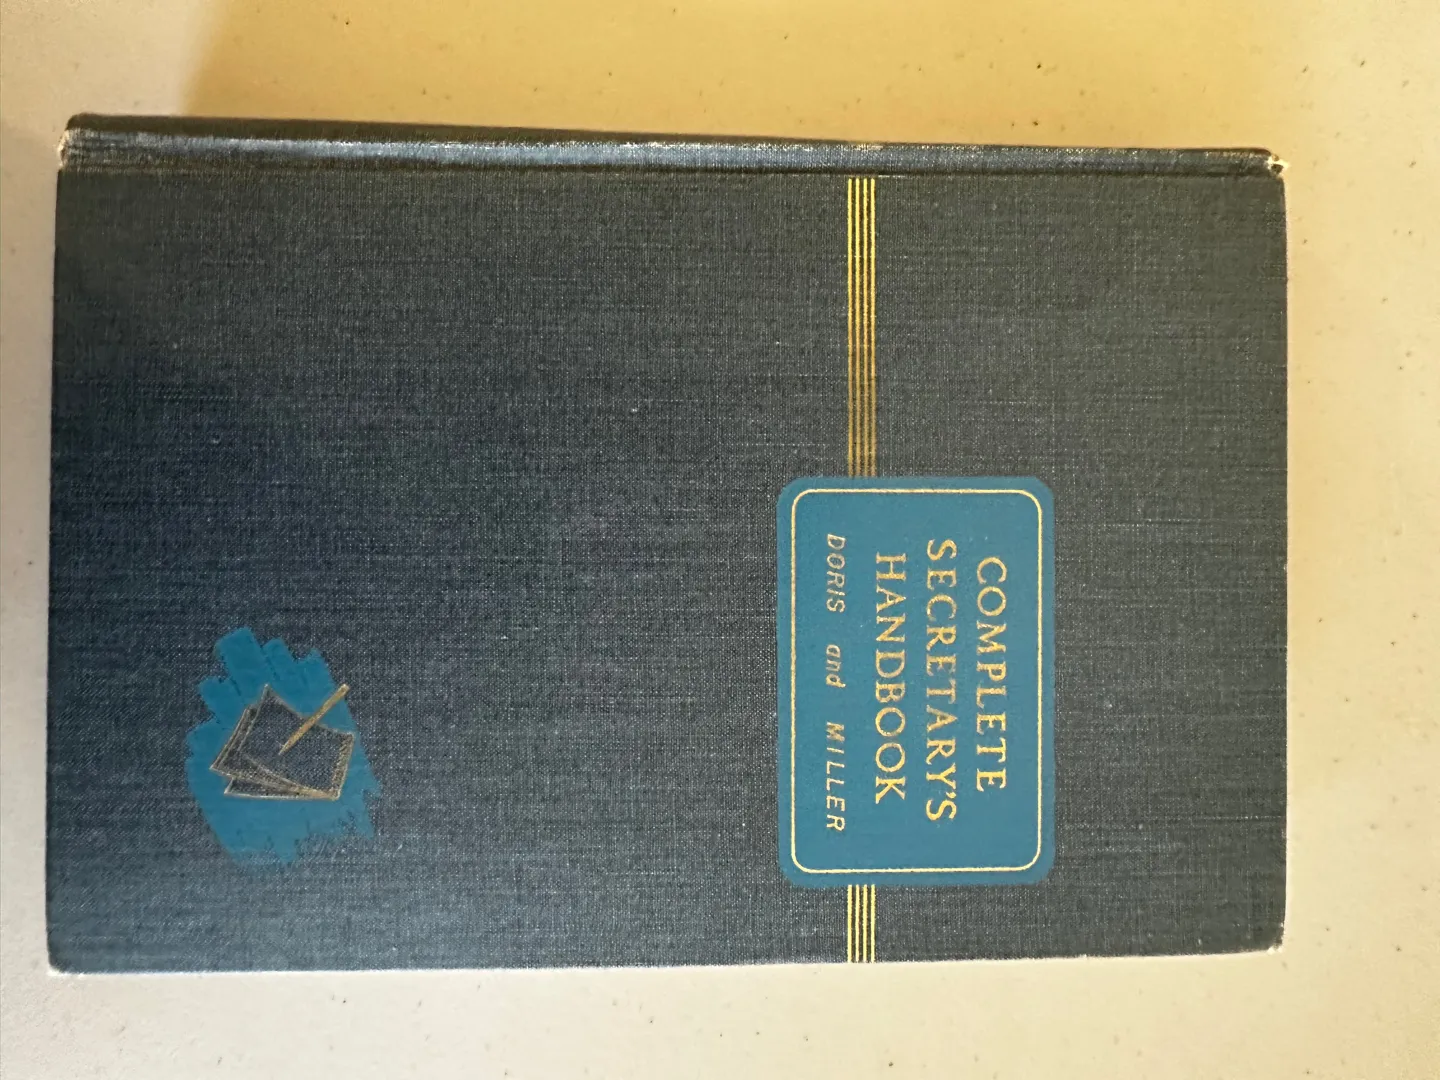 COMPLETE
SECRETARY'S
HANDBOOK
DORIS and MILLER